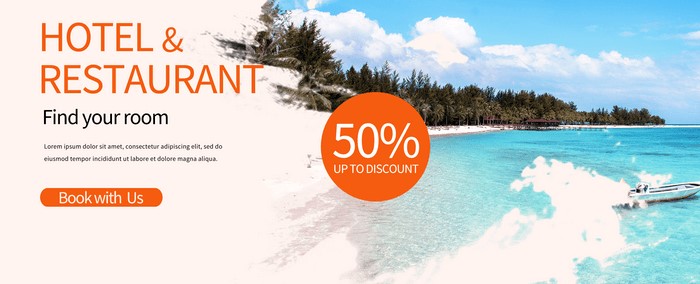 HOTEL &
RESTAURANT
Find your room
Lorem ipsum dolor sit amet, consectetur adipiscing elit, sed do
eiusmod tempor incididunt ut labore et dolore magna aliqua.
Book with Us
50%
UP TO DISCOUNT